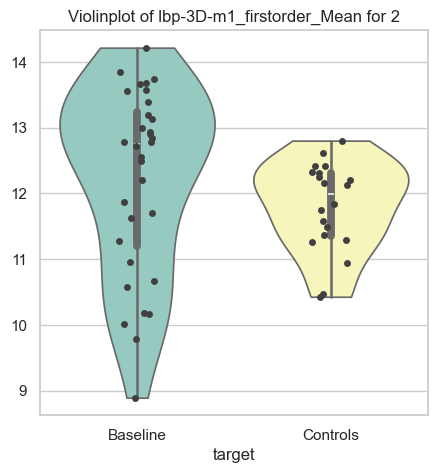 Violinplot of lbp-3D-m1_firstorder_Mean for 2
14
13
12
11
10
9
Baseline Controls
target